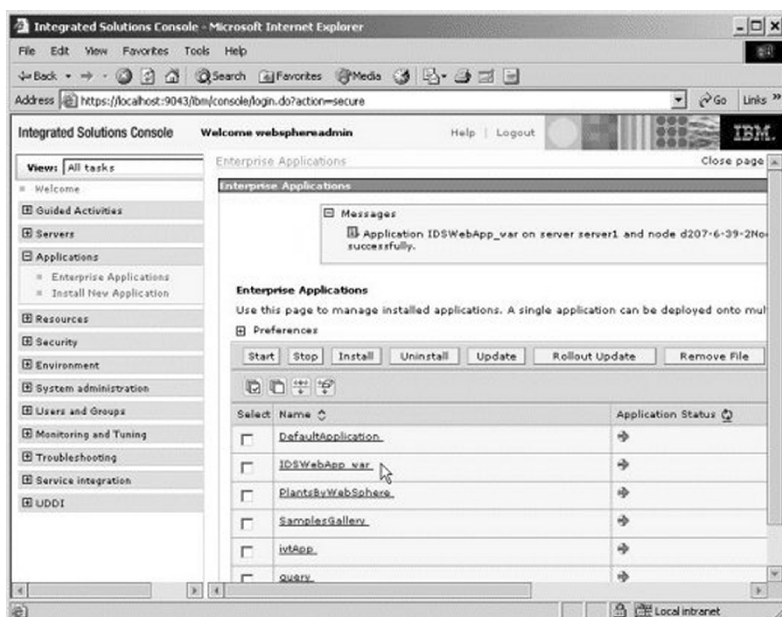 Integrated Solutions Console - Microsoft Internet Explorer
File Edit View Favorites Tools Help
Back Search Favorites Media
Address https://localhost:9043/ibm/console/login.do?action=secure Go Links »
Integrated Solutions Console Welcome websphereadmin Help | Logout IBM.
View: All tasks
Enterprise Applications Close page
Welcome
Guided Activities
Servers
Applications
Enterprise Applications
Install New Application
Resources
Security
Environment
System administration
Users and Groups
Monitoring and Tuning
Troubleshooting
Service integration
UDDI
Enterprise Applications
Messages
Application IDSWebApp_var on server server1 and node d207-6-39-2No
successfully.
Enterprise Applications
Use this page to manage installed applications. A single application can be deployed onto mul
Preferences
Start Stop Install Uninstall Update Rollout Update Remove File
Select Name Application Status
DefaultApplication
IDSWebApp_var
PlantsByWebSphere
SamplesGallery
ivtApp
query
Local intranet